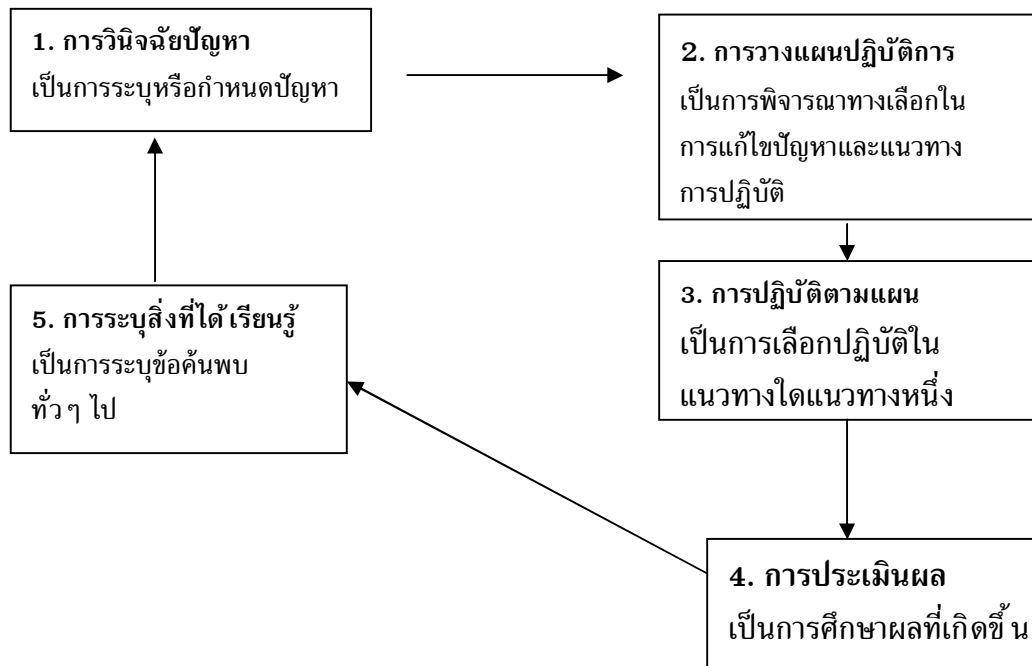 1. การวินิจฉัยปัญหา
เป็นการระบุหรือกำหนดปัญหา
2. การวางแผนปฏิบัติการ
เป็นการพิจารณาทางเลือกใน
การแก้ไขปัญหาและแนวทาง
การปฏิบัติ
3. การปฏิบัติตามแผน
เป็นการเลือกปฏิบัติใน
แนวทางใดแนวทางหนึ่ง
4. การประเมินผล
เป็นการศึกษาผลที่เกิดขึ้น
5. การระบุสิ่งที่ได้เรียนรู้
เป็นการระบุข้อค้นพบ
ทั่วๆ ไป